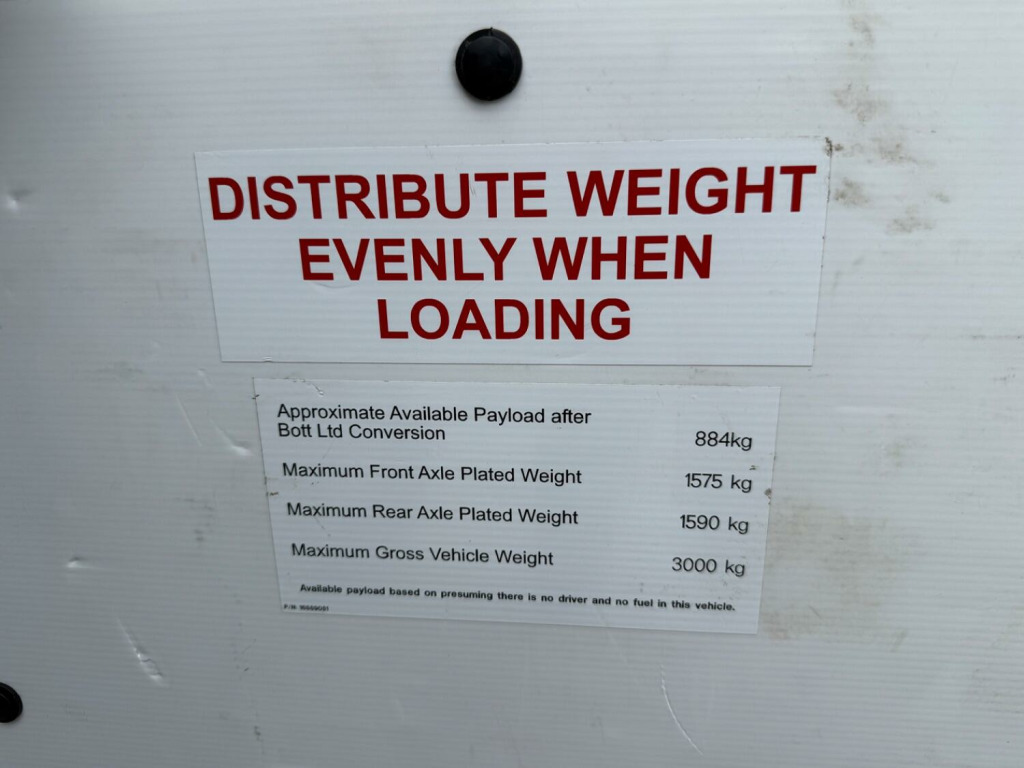 DISTRIBUTE WEIGHT
EVENLY WHEN
LOADING
Approximate Available Payload after
Bott Ltd Conversion 884kg
Maximum Front Axle Plated Weight 1575 kg
Maximum Rear Axle Plated Weight 1590 kg
Maximum Gross Vehicle Weight 3000 kg
Available payload based on presuming there is no driver and no fuel in this vehicle.